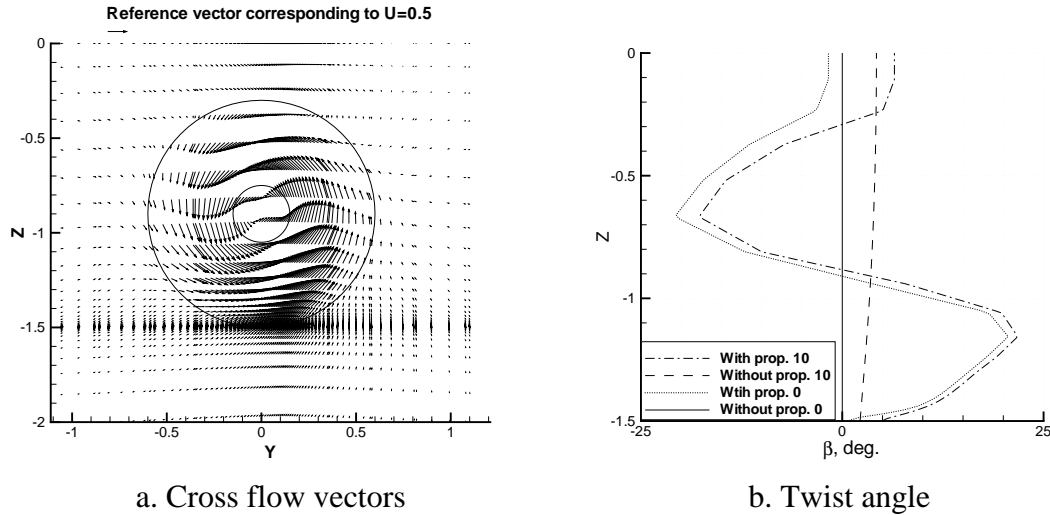 Reference vector corresponding to U=0.5
0
-0.5
-1
-1.5
-2
Z
-1
-0.5
0
0.5
1
Y
a. Cross flow vectors
0
-0.5
-1
-1.5
Z
With prop. 10
Without prop. 10
Wtih prop. 0
Without prop. 0
-25
0
25
β, deg.
b. Twist angle